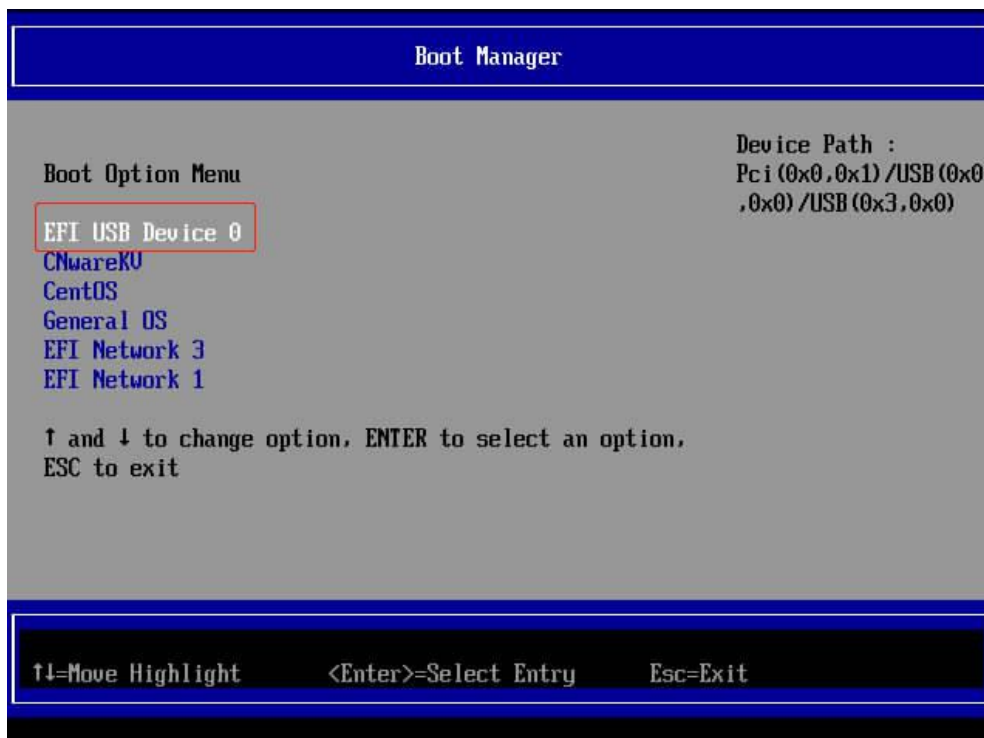 Boot Manager
Boot Option Menu
EFI USB Device 0
CNwareKV
CentOS
General OS
EFI Network 3
EFI Network 1
↑ and ↓ to change option, ENTER to select an option,
ESC to exit
Device Path :
Pci(0x0,0x1)/USB(0x0
,0x0)/USB(0x3,0x0)
↑↓=Move Highlight <Enter>=Select Entry Esc=Exit